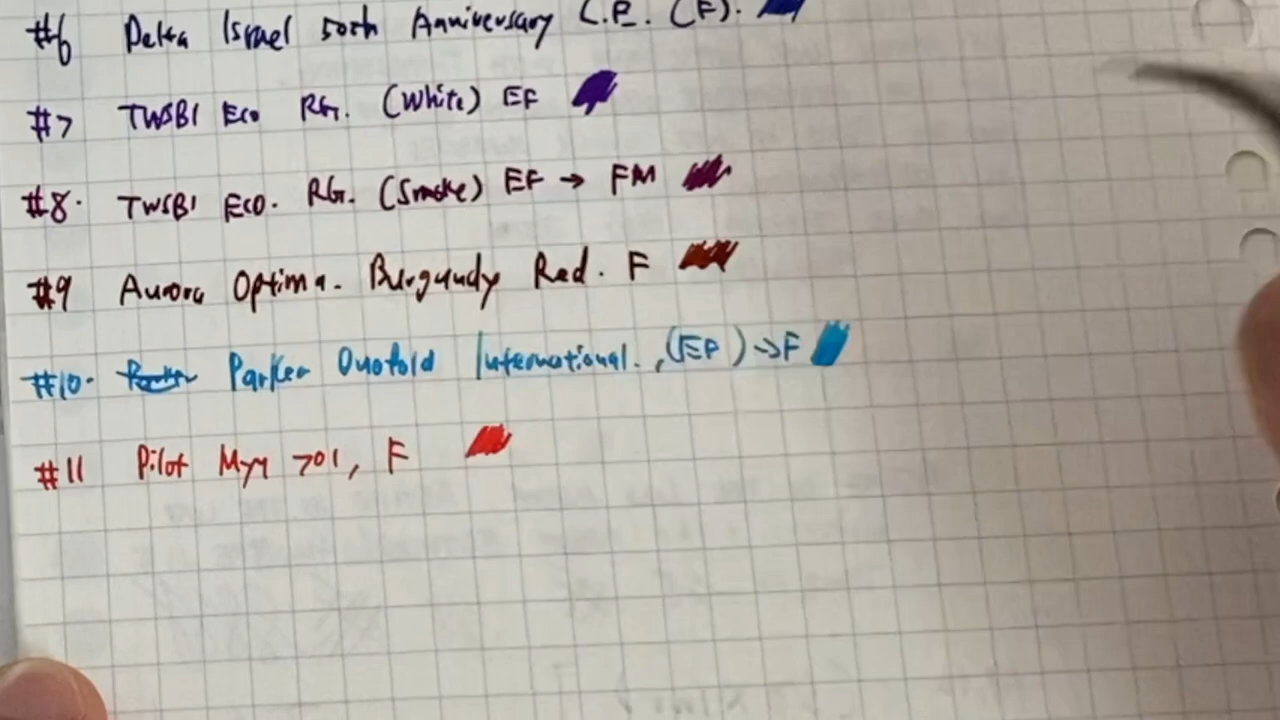 #6 Delta Israel 50th Anniversary L.E. (F).
#7 TWSBI Eco RG. (White) EF
#8. TWSBI Eco. RG. (Smoke) EF → FM
#9 Aurora Optima. Burgundy Red. F
#10. Parker Parker Duofold International., (EF) → F
#11 Pilot Myu 701, F